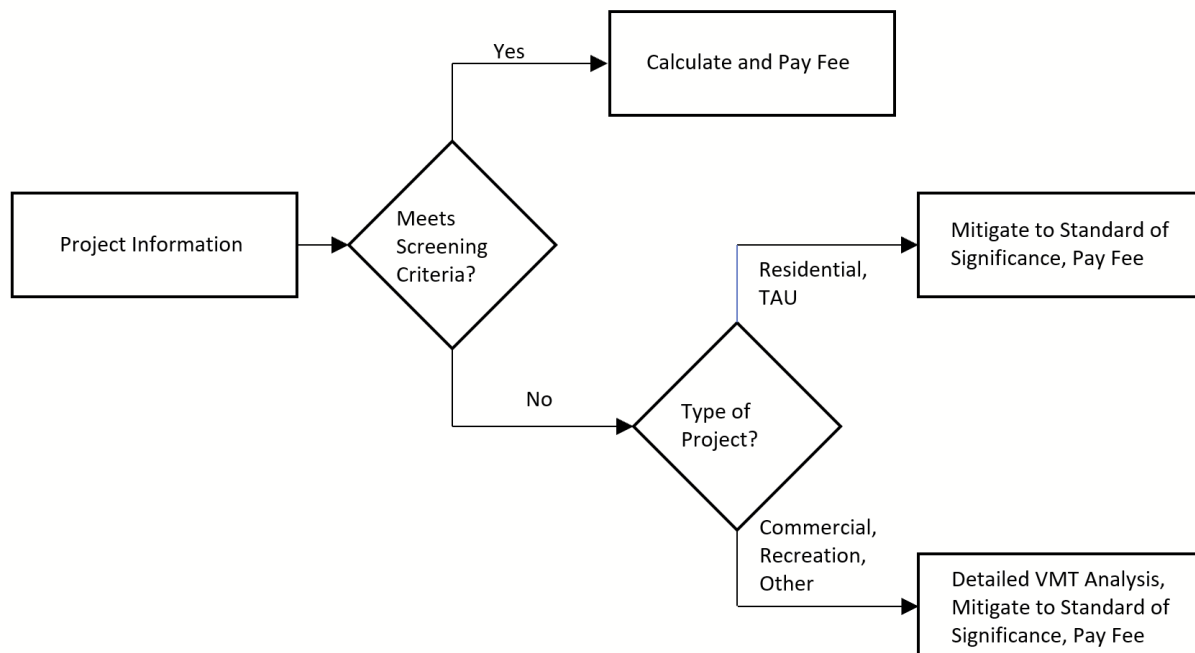 Yes
Calculate and Pay Fee
Project Information
Meets
Screening
Criteria?
Residential,
TAU
Mitigate to Standard of
Significance, Pay Fee
No
Type of
Project?
Commercial,
Recreation,
Other
Detailed VMT Analysis,
Mitigate to Standard of
Significance, Pay Fee